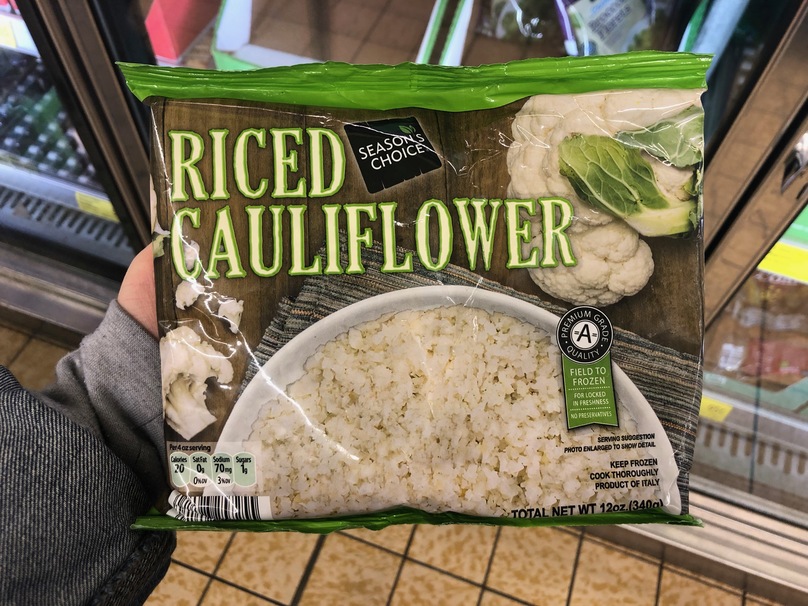 RICED
CAULIFLOWER
SEASON'S
CHOICE
PREMIUM GRADE
A
QUALITY
FIELD TO
FROZEN
FOR LOCKED
IN FRESHNESS
NO PRESERVATIVES
SERVING SUGGESTION
PHOTO ENLARGED TO SHOW DETAIL
KEEP FROZEN
COOK THOROUGHLY
PRODUCT OF ITALY
TOTAL NET WT 12oz.(340g)
Per 4 oz serving
Calories Sat Fat Sodium Sugars
20 0g 70mg 1g
0%DV 3%DV